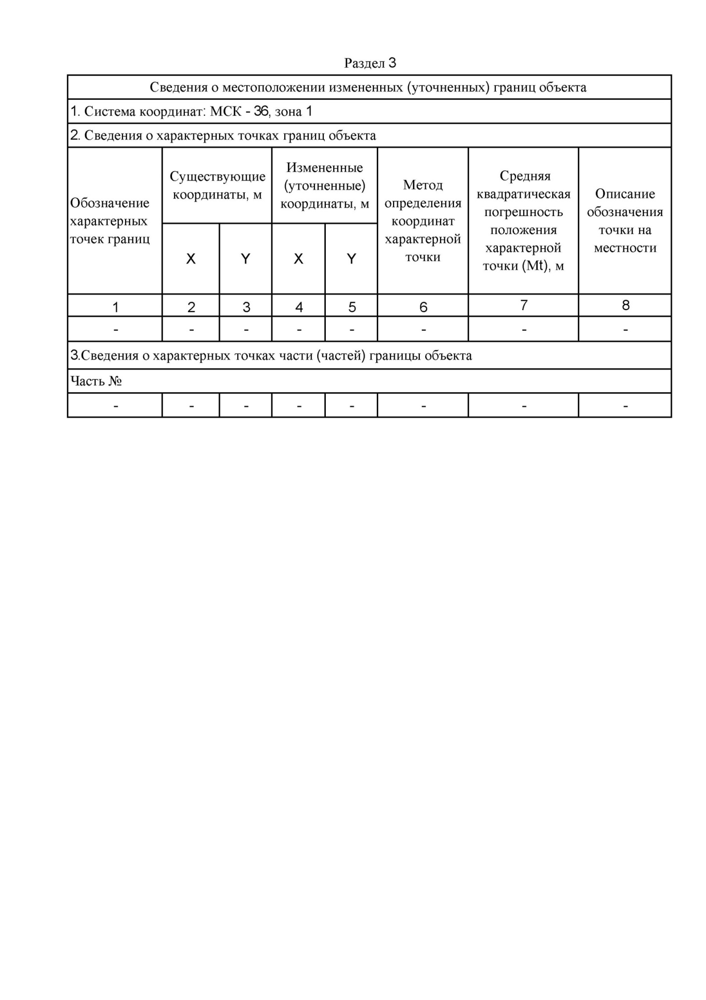 Раздел 3
Сведения о местоположении измененных (уточненных) границ объекта
1. Система координат: МСК - 36, зона 1
2. Сведения о характерных точках границ объекта
Обозначение
характерных
точек границ
Существующие
координаты, м
Измененные
(уточненные)
координаты, м
Метод
определения
координат
характерной
точки
Средняя
квадратическая
погрешность
положения
характерной
точки (Mt), м
Описание
обозначения
точки на
местности
X Y X Y
1 2 3 4 5 6 7 8
- - - - - - - -
3.Сведения о характерных точках части (частей) границы объекта
Часть №
- - - - - - - -